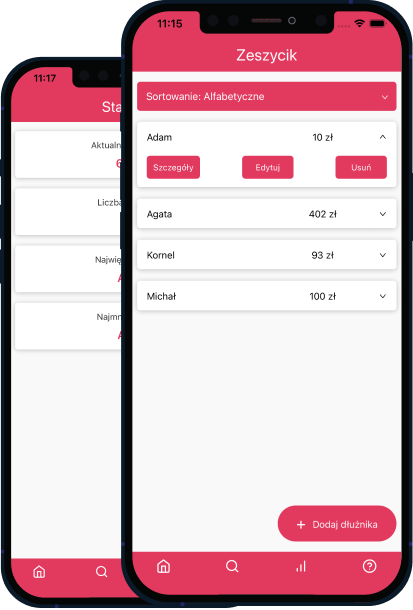 11:17
Sta
Aktualn
6
Liczba
Najwię
A
Najmn
A
11:15
Zeszycik
Sortowanie: Alfabetyczne
Adam 10 zł
Szczegóły Edytuj Usuń
Agata 402 zł
Kornel 93 zł
Michał 100 zł
+ Dodaj dłużnika